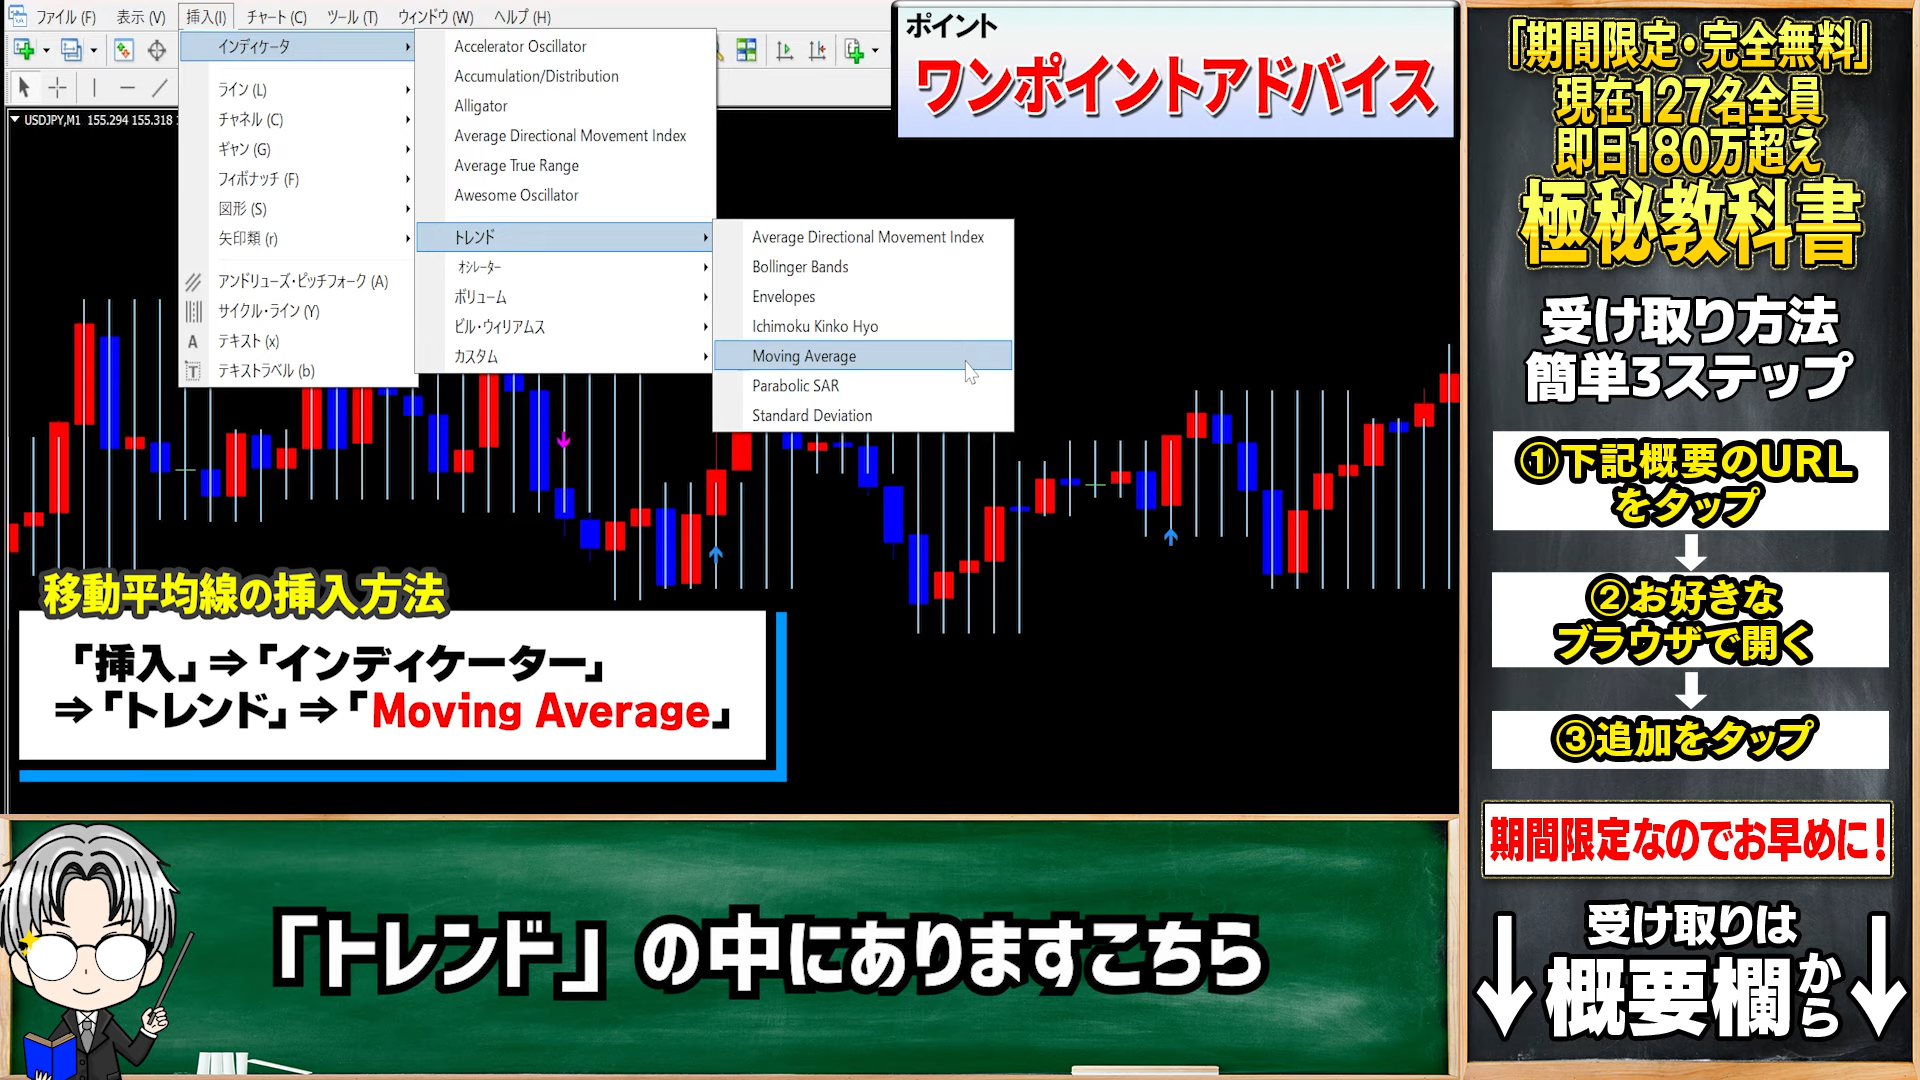 ファイル (F)
表示 (V)
挿入(I)
チャート (C)
ツール (T)
ウィンドウ (W)
ヘルプ (H)
USDJPY,M1 155.294 155.318
インディケータ
ライン (L)
チャネル (C)
ギャン (G)
フィボナッチ (F)
図形 (S)
矢印類 (r)
アンドリューズ・ピッチフォーク (A)
サイクル・ライン (Y)
テキスト (x)
テキストラベル (b)
Accelerator Oscillator
Accumulation/Distribution
Alligator
Average Directional Movement Index
Average True Range
Awesome Oscillator
トレンド
オシレーター
ボリューム
ビル・ウィリアムス
カスタム
Average Directional Movement Index
Bollinger Bands
Envelopes
Ichimoku Kinko Hyo
Moving Average
Parabolic SAR
Standard Deviation
ポイント
ワンポイントアドバイス
移動平均線の挿入方法
「挿入」⇒「インディケーター」
⇒「トレンド」⇒「Moving Average」
「トレンド」の中にありますこちら
「期間限定・完全無料」
現在127名全員
即日180万超え
極秘教科書
受け取り方法
簡単3ステップ
①下記概要のURL
をタップ
②お好きな
ブラウザで開く
③追加をタップ
期間限定なのでお早めに！
受け取りは
概要欄から